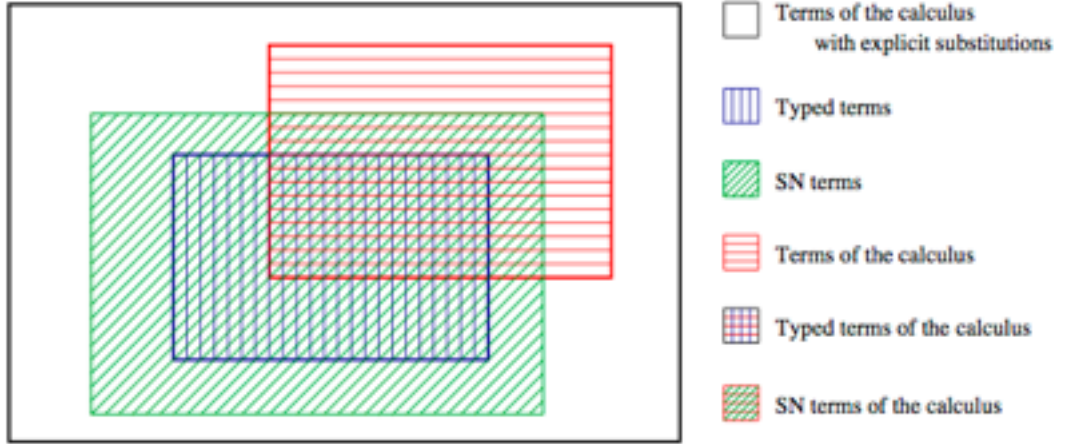 Terms of the calculus
with explicit substitutions
Typed terms
SN terms
Terms of the calculus
Typed terms of the calculus
SN terms of the calculus